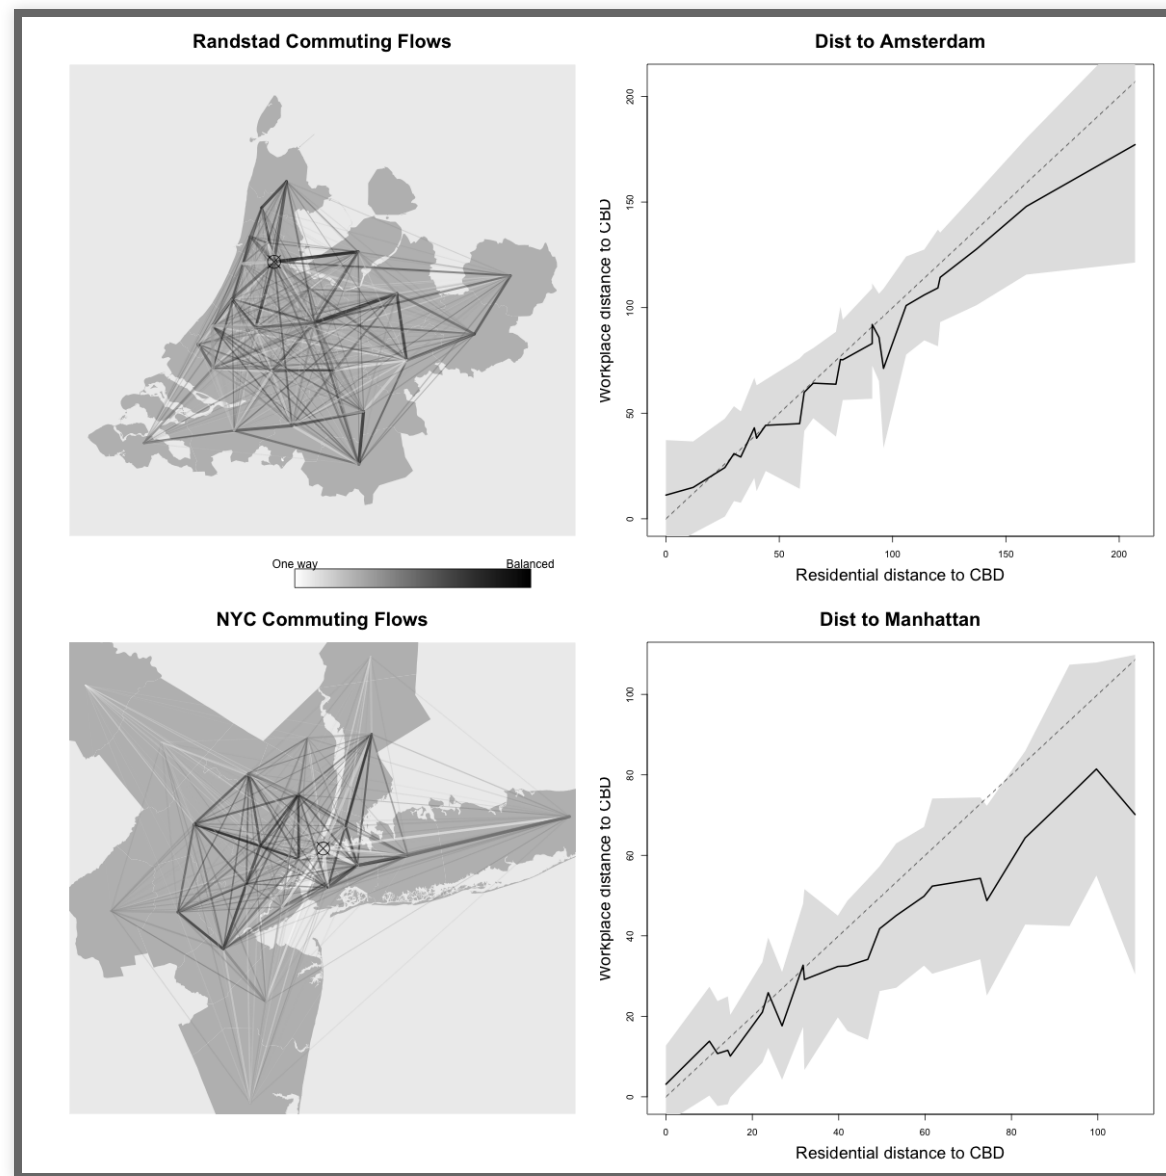 Randstad Commuting Flows
Dist to Amsterdam
Workplace distance to CBD
200
150
100
50
0
0 50 100 150 200
Residential distance to CBD
One way Balanced
NYC Commuting Flows
Dist to Manhattan
Workplace distance to CBD
100
80
60
40
20
0
0 20 40 60 80 100
Residential distance to CBD